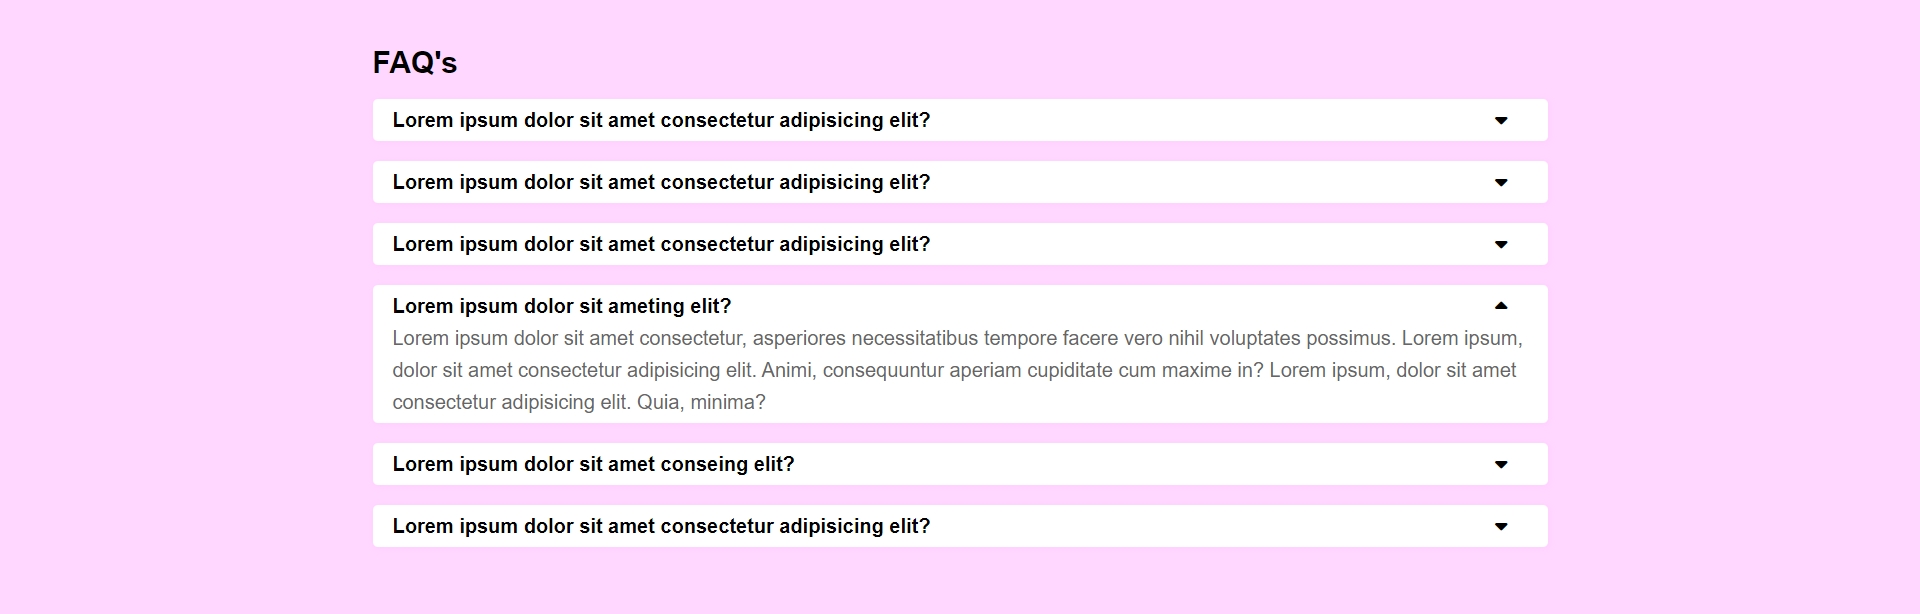 FAQ's
Lorem ipsum dolor sit amet consectetur adipisicing elit?
Lorem ipsum dolor sit amet consectetur adipisicing elit?
Lorem ipsum dolor sit amet consectetur adipisicing elit?
Lorem ipsum dolor sit ameting elit?
Lorem ipsum dolor sit amet consectetur, asperiores necessitatibus tempore facere vero nihil voluptates possimus. Lorem ipsum,
dolor sit amet consectetur adipisicing elit. Animi, consequuntur aperiam cupiditate cum maxime in? Lorem ipsum, dolor sit amet
consectetur adipisicing elit. Quia, minima?
Lorem ipsum dolor sit amet conseing elit?
Lorem ipsum dolor sit amet consectetur adipisicing elit?